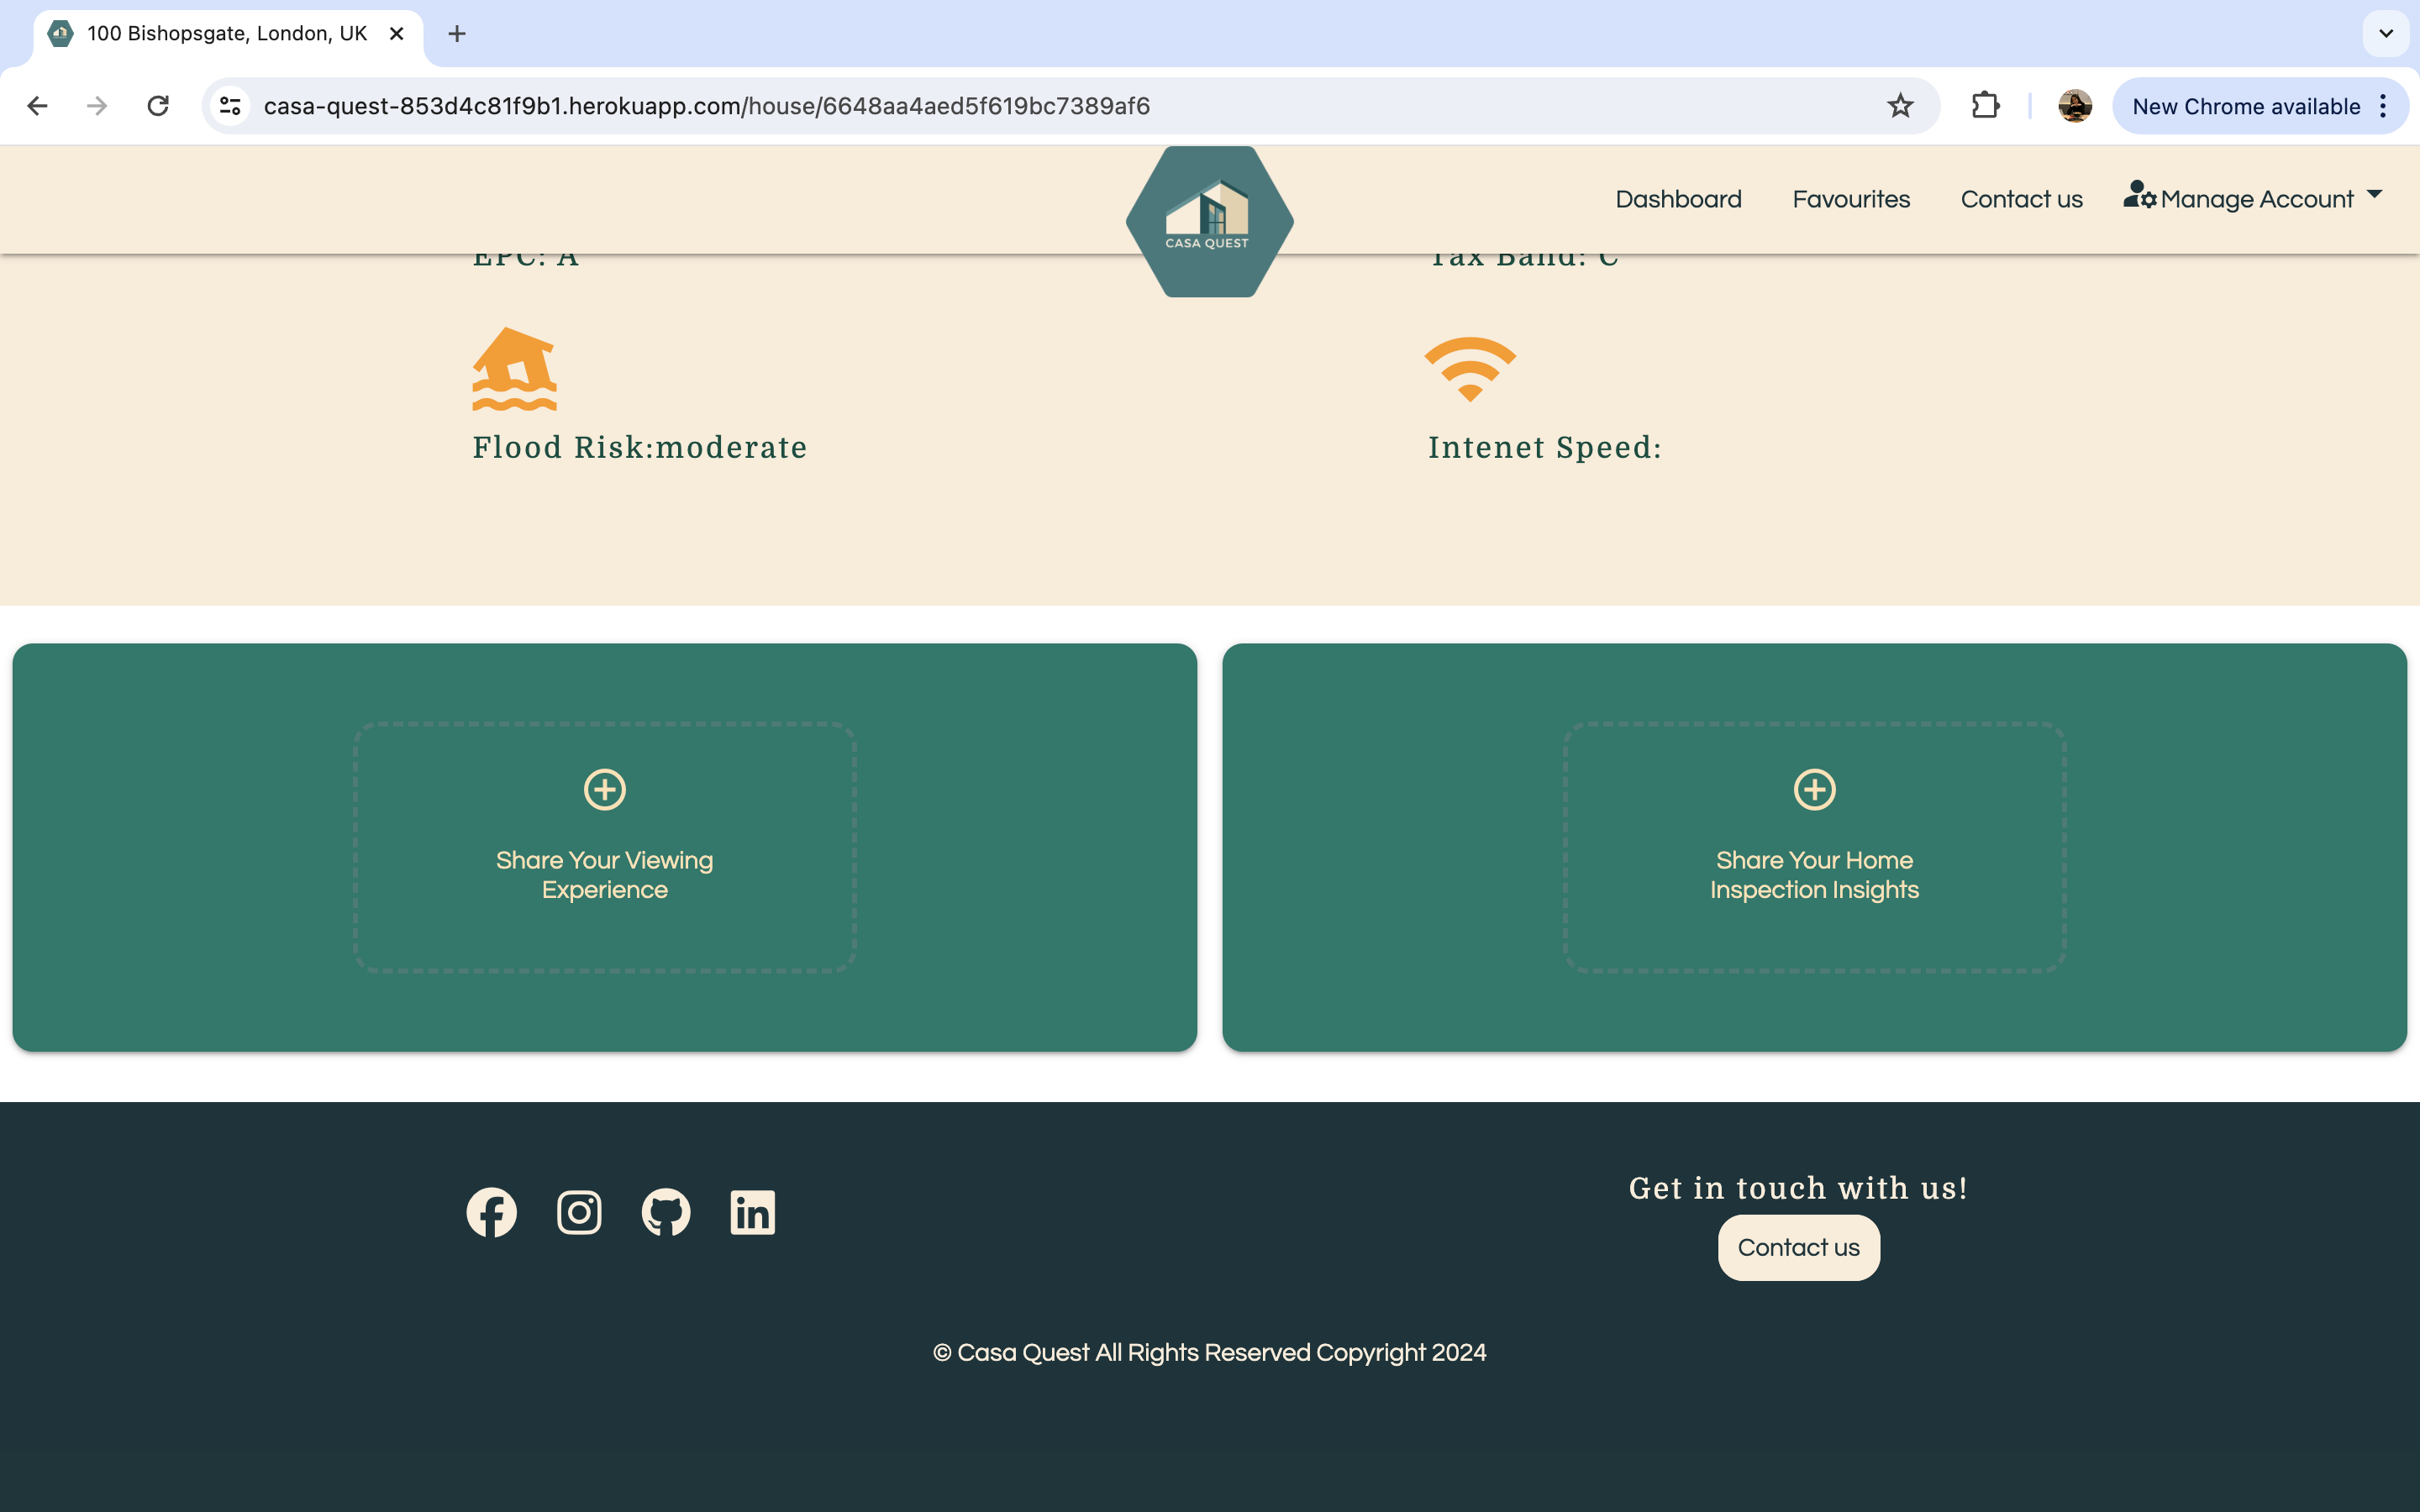 100 Bishopsgate, London, UK
casa-quest-853d4c81f9b1.herokuapp.com/house/6648aa4aed5f619bc7389af6
New Chrome available
CASA QUEST
Dashboard
Favourites
Contact us
Manage Account
EPC: A
Tax Band: C
Flood Risk:moderate
Intenet Speed:
Share Your Viewing
Experience
Share Your Home
Inspection Insights
Get in touch with us!
Contact us
© Casa Quest All Rights Reserved Copyright 2024